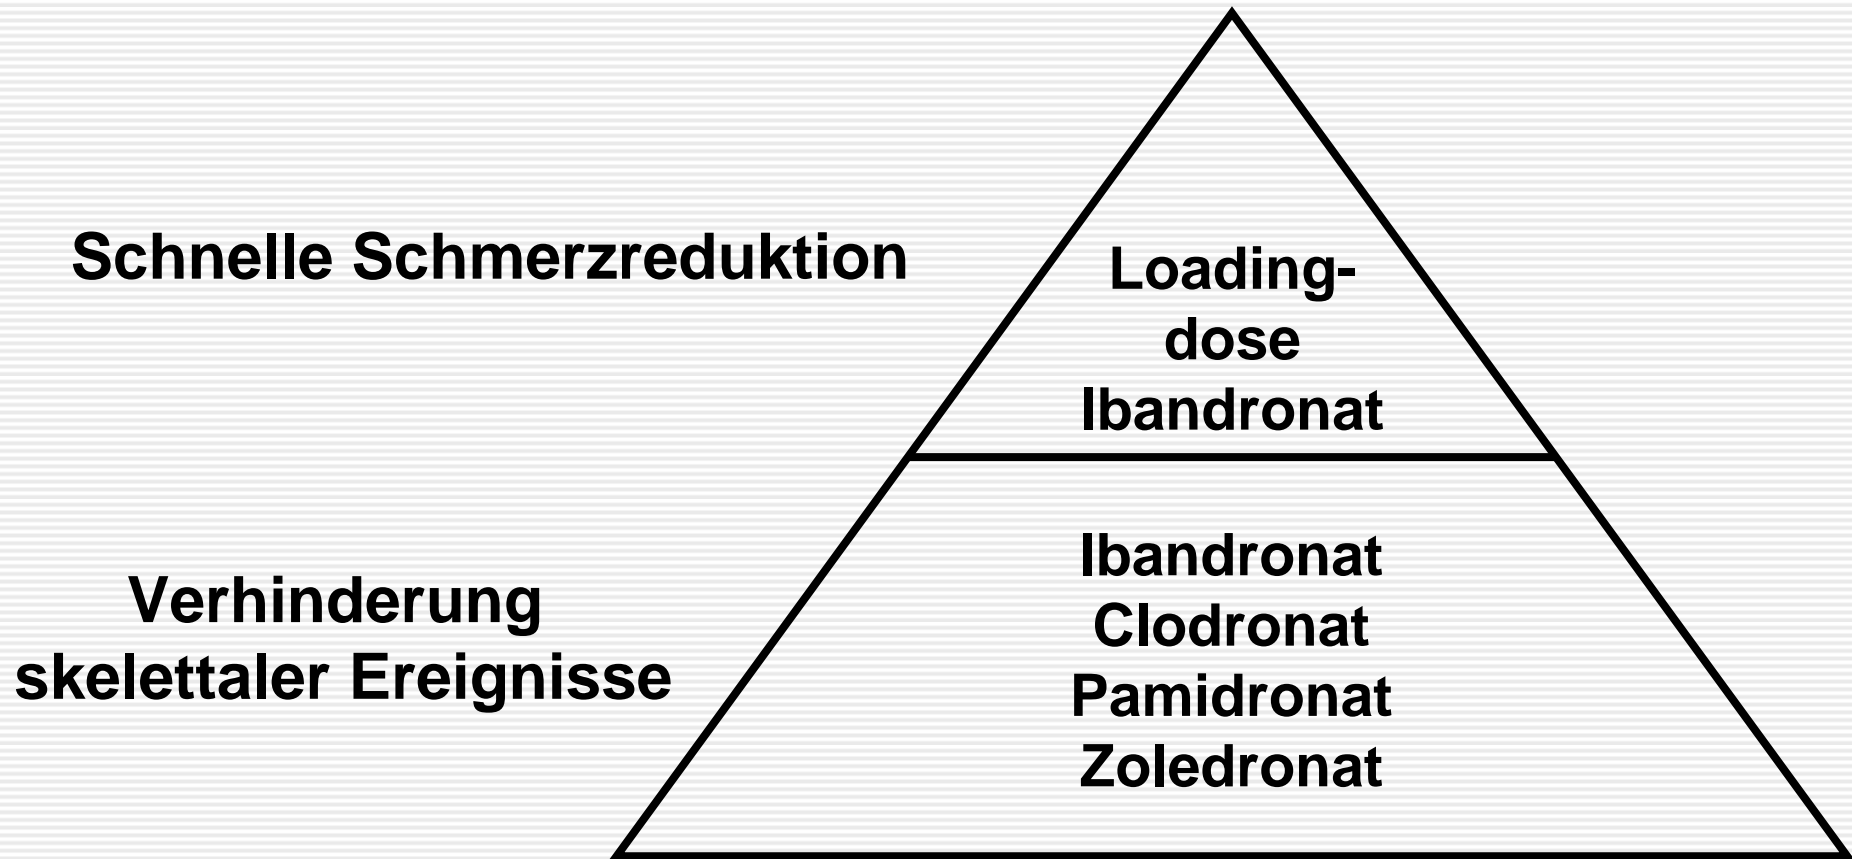 Schnelle Schmerzreduktion
Loading-
dose
Ibandronat
Verhinderung
skelettaler Ereignisse
Ibandronat
Clodronat
Pamidronat
Zoledronat